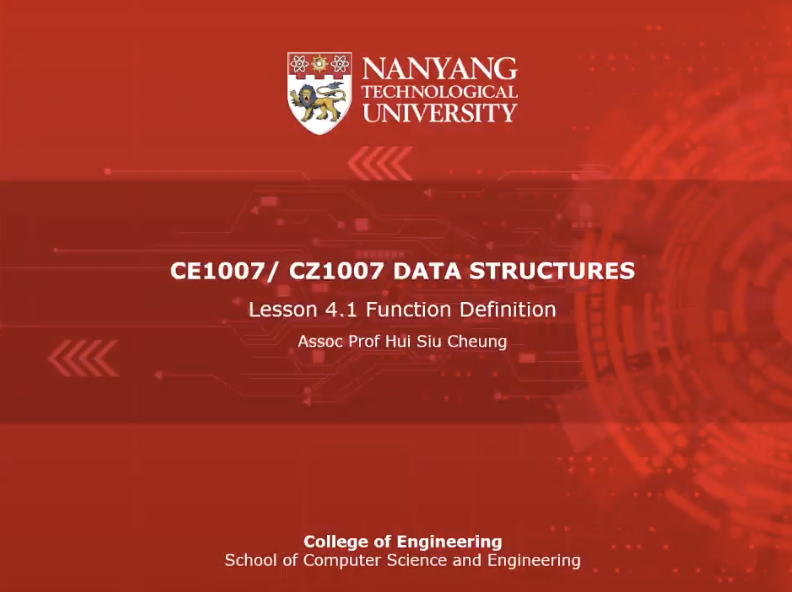 NANYANG
TECHNOLOGICAL
UNIVERSITY
CE1007/ CZ1007 DATA STRUCTURES
Lesson 4.1 Function Definition
Assoc Prof Hui Siu Cheung
College of Engineering
School of Computer Science and Engineering